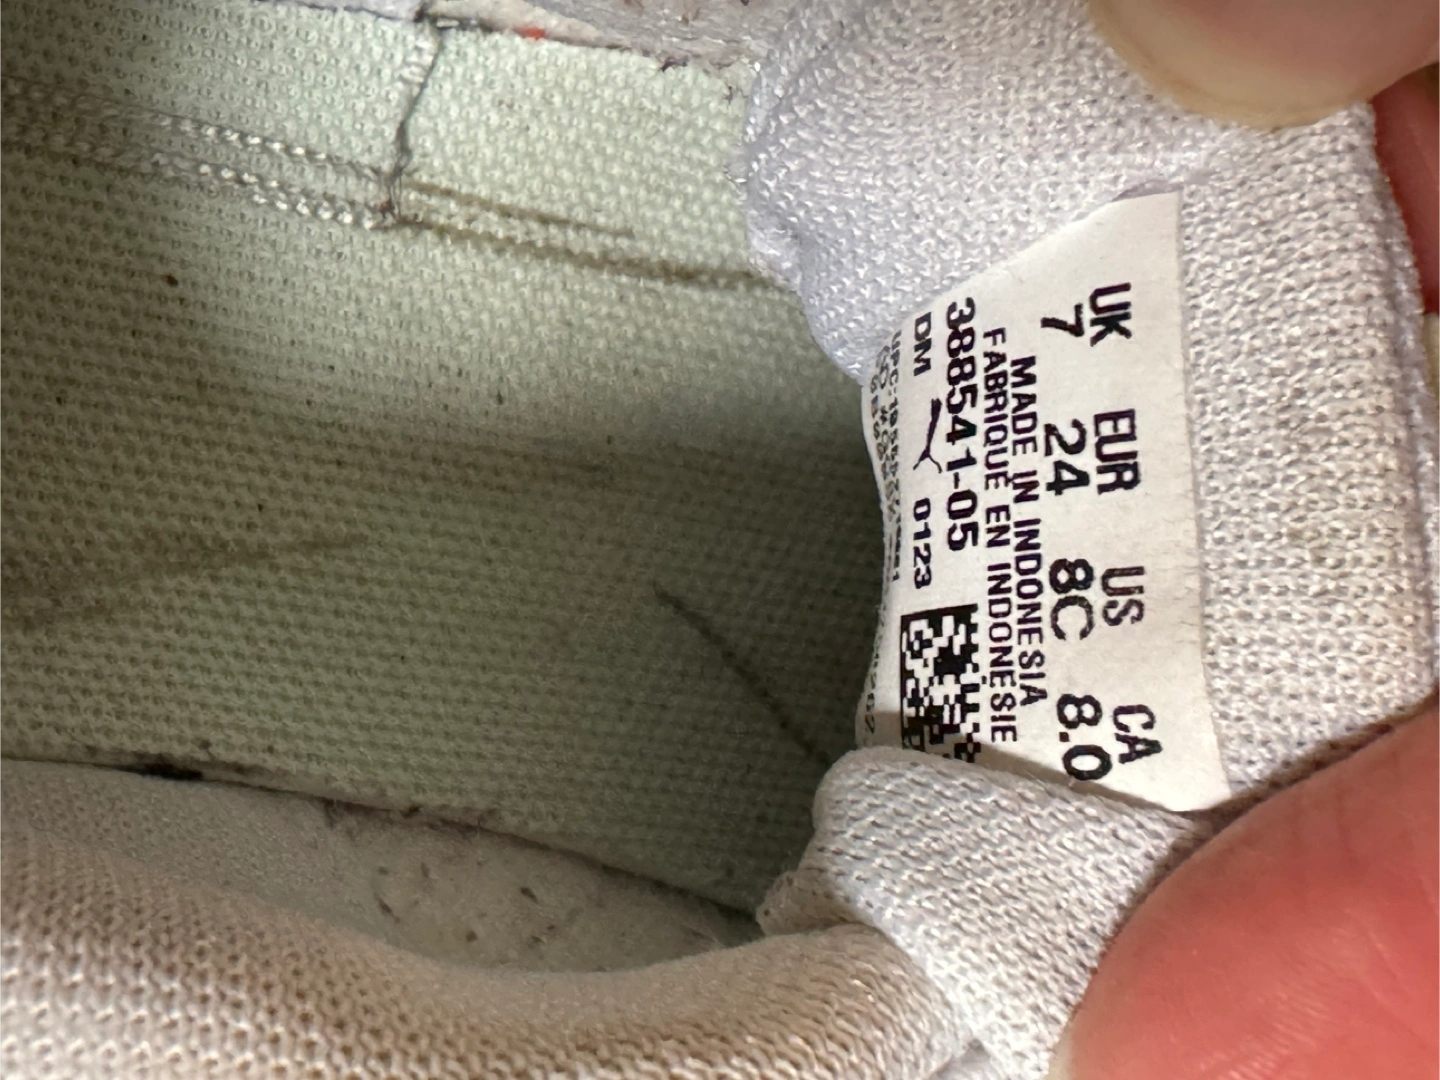 UK EUR US CA
7 24 8C 8.0
MADE IN INDONESIA
FABRIQUÉ EN INDONÉSIE
388541-05
DM 0123
UPC: